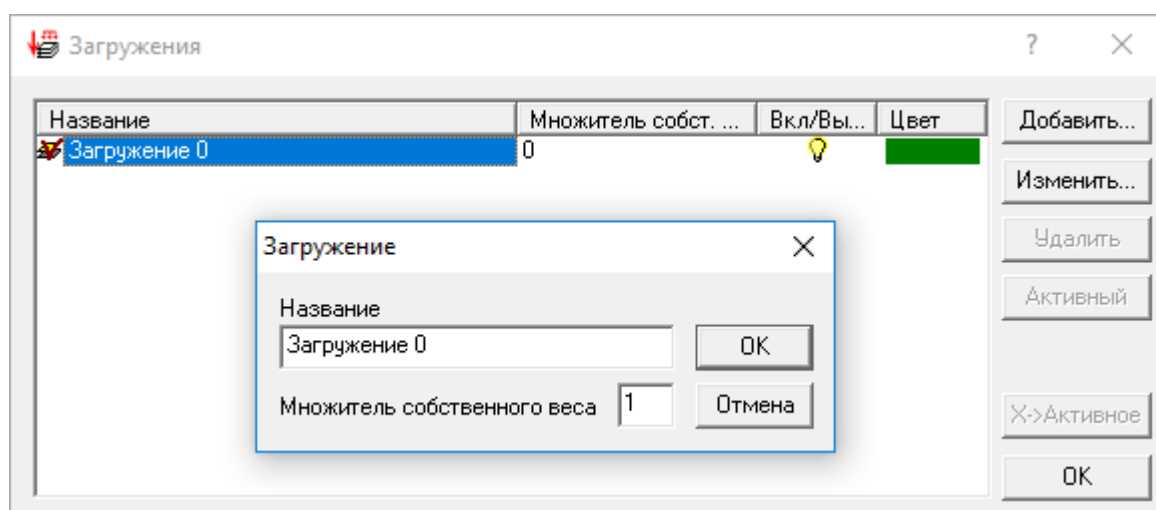 Загружения ?
Название Множитель собст. ... Вкл/Вы... Цвет Добавить...
Загружение 0 0
Изменить...
Загружение
Удалить
Название
Активный
Загружение 0 OK
Множитель собственного веса 1 Отмена
X->Активное
OK